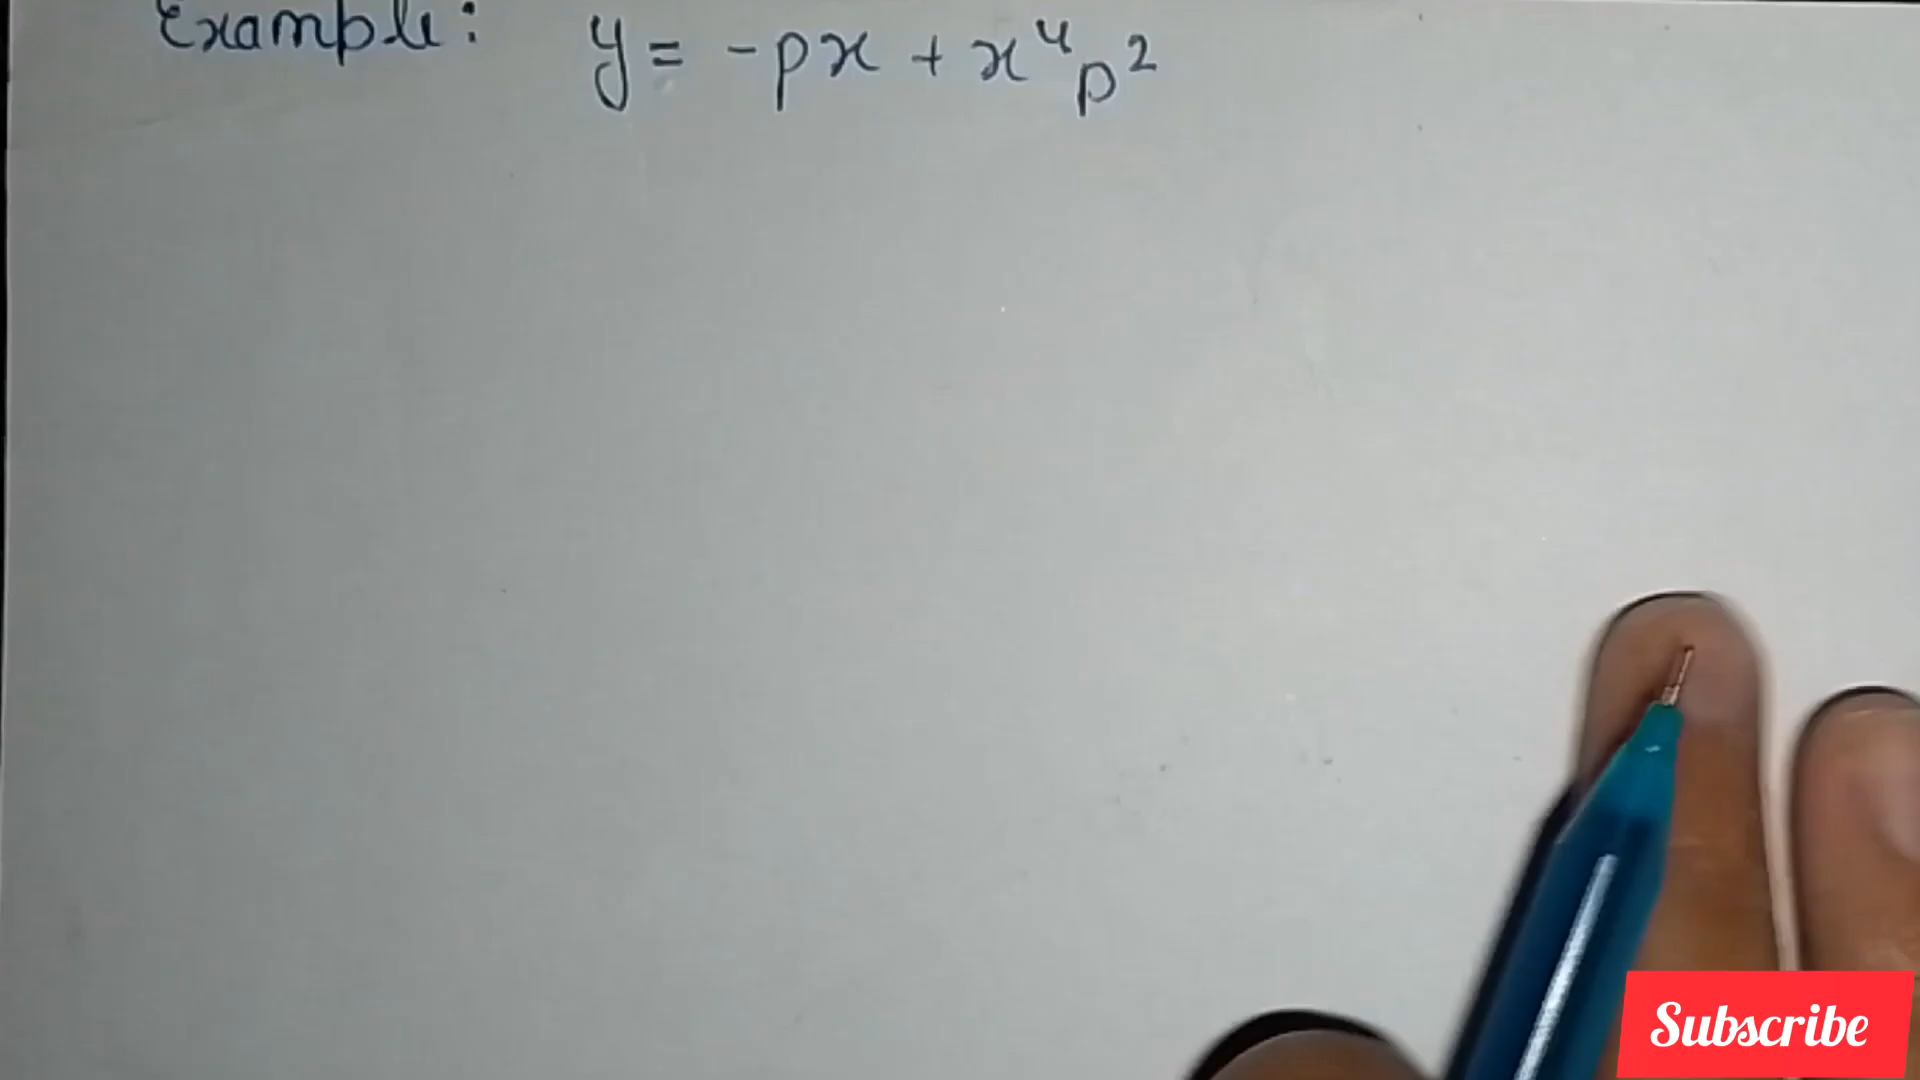 Example: y = -px + x⁴p²
Subscribe